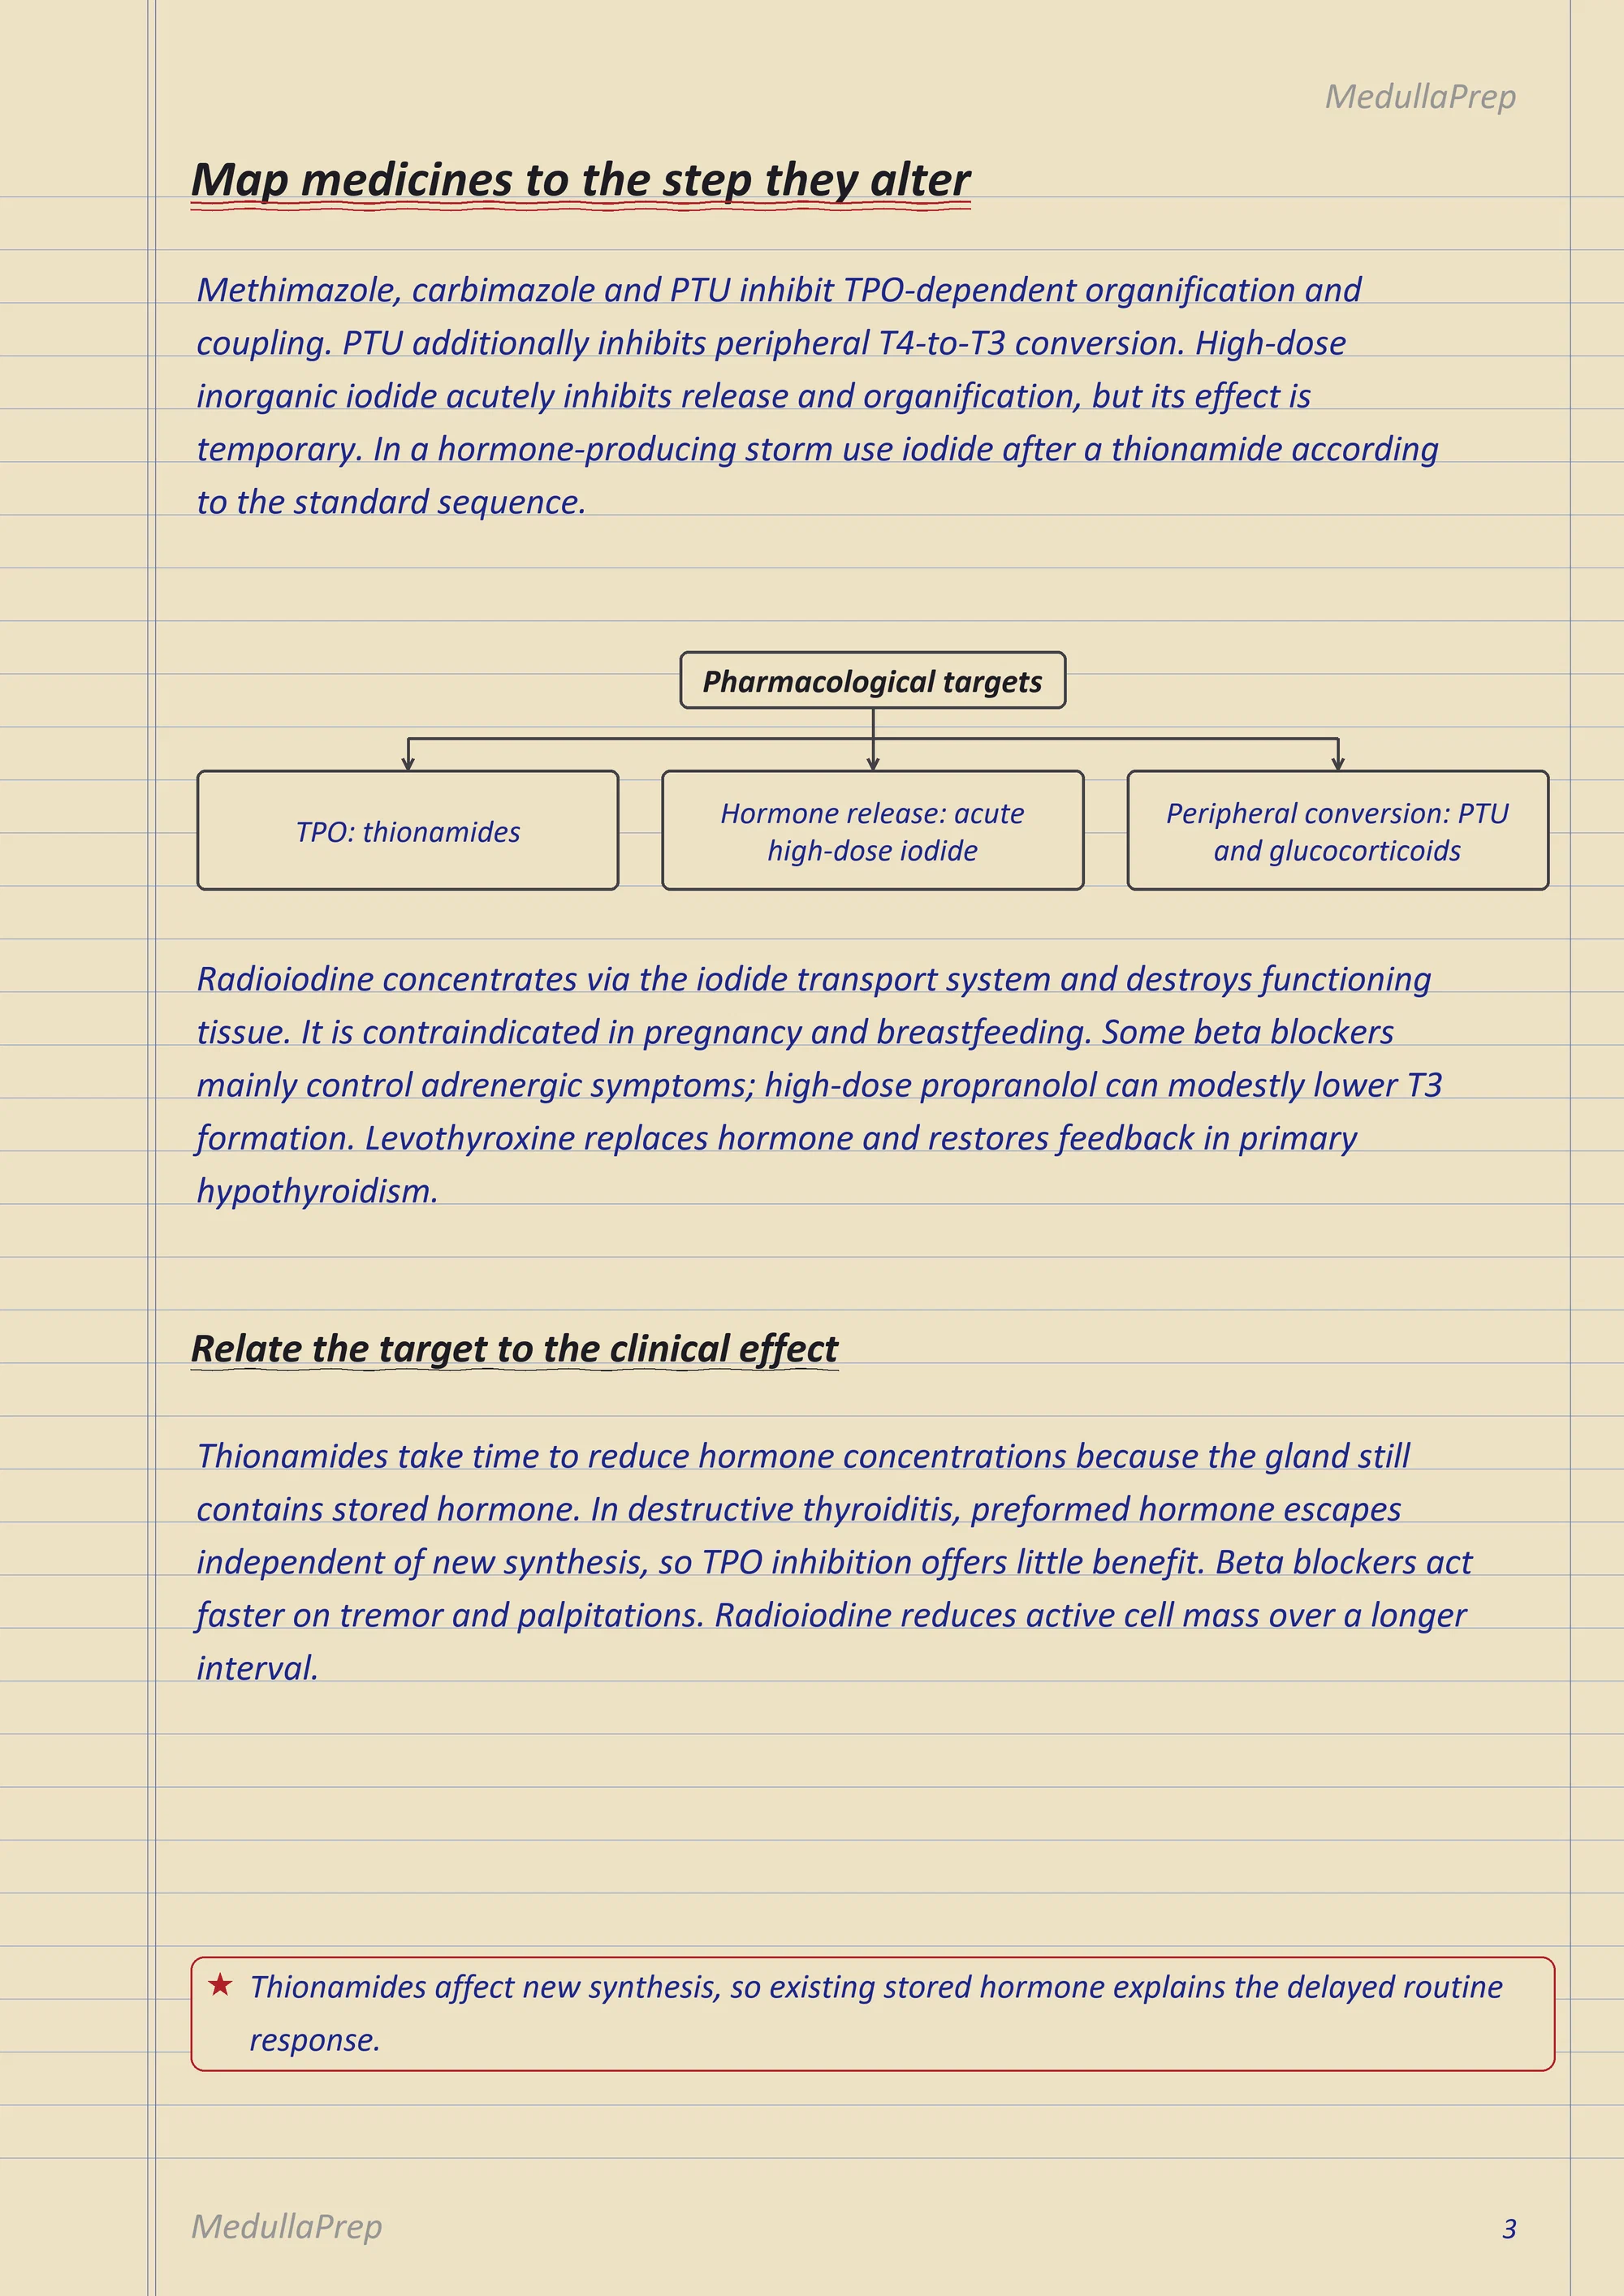 MedullaPrep
Map medicines to the step they alter
Methimazole, carbimazole and PTU inhibit TPO-dependent organification and
coupling. PTU additionally inhibits peripheral T4-to-T3 conversion. High-dose
inorganic iodide acutely inhibits release and organification, but its effect is
temporary. In a hormone-producing storm use iodide after a thionamide according
to the standard sequence.
Pharmacological targets
TPO: thionamides
Hormone release: acute
high-dose iodide
Peripheral conversion: PTU
and glucocorticoids
Radioiodine concentrates via the iodide transport system and destroys functioning
tissue. It is contraindicated in pregnancy and breastfeeding. Some beta blockers
mainly control adrenergic symptoms; high-dose propranolol can modestly lower T3
formation. Levothyroxine replaces hormone and restores feedback in primary
hypothyroidism.
Relate the target to the clinical effect
Thionamides take time to reduce hormone concentrations because the gland still
contains stored hormone. In destructive thyroiditis, preformed hormone escapes
independent of new synthesis, so TPO inhibition offers little benefit. Beta blockers act
faster on tremor and palpitations. Radioiodine reduces active cell mass over a longer
interval.
★ Thionamides affect new synthesis, so existing stored hormone explains the delayed routine
response.
MedullaPrep
3